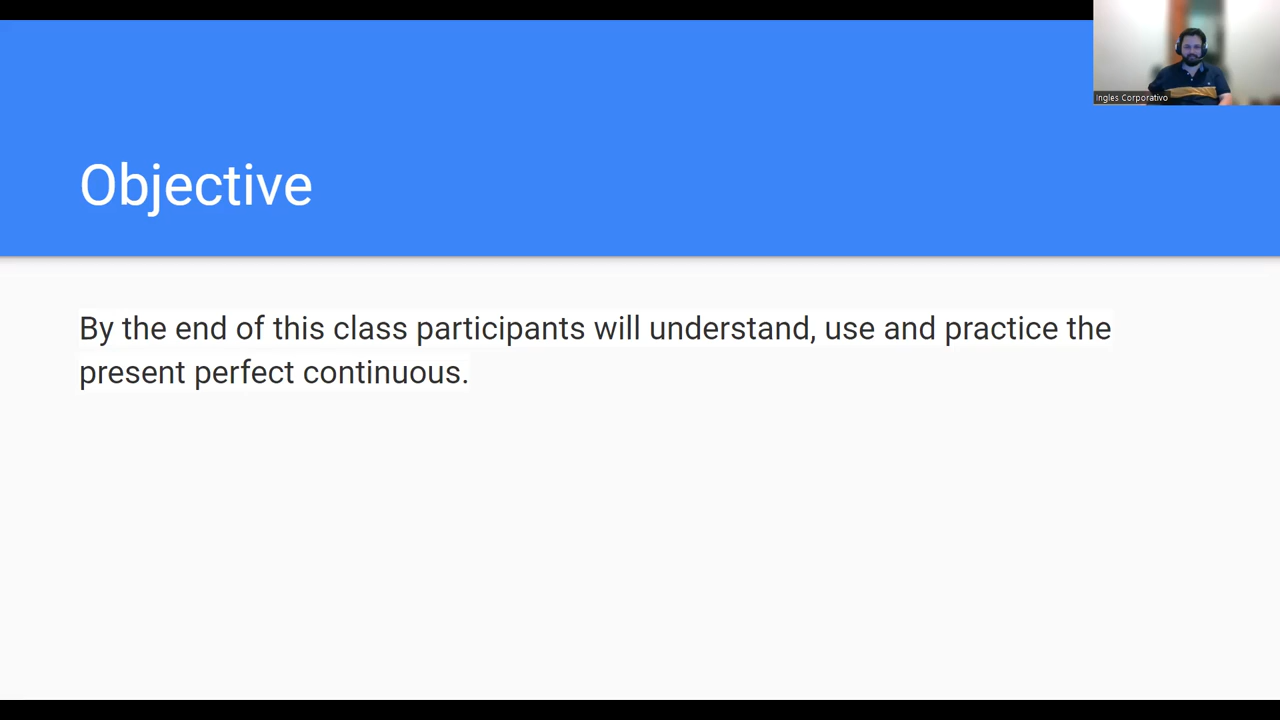 Ingles Corporativo
Objective
By the end of this class participants will understand, use and practice the
present perfect continuous.